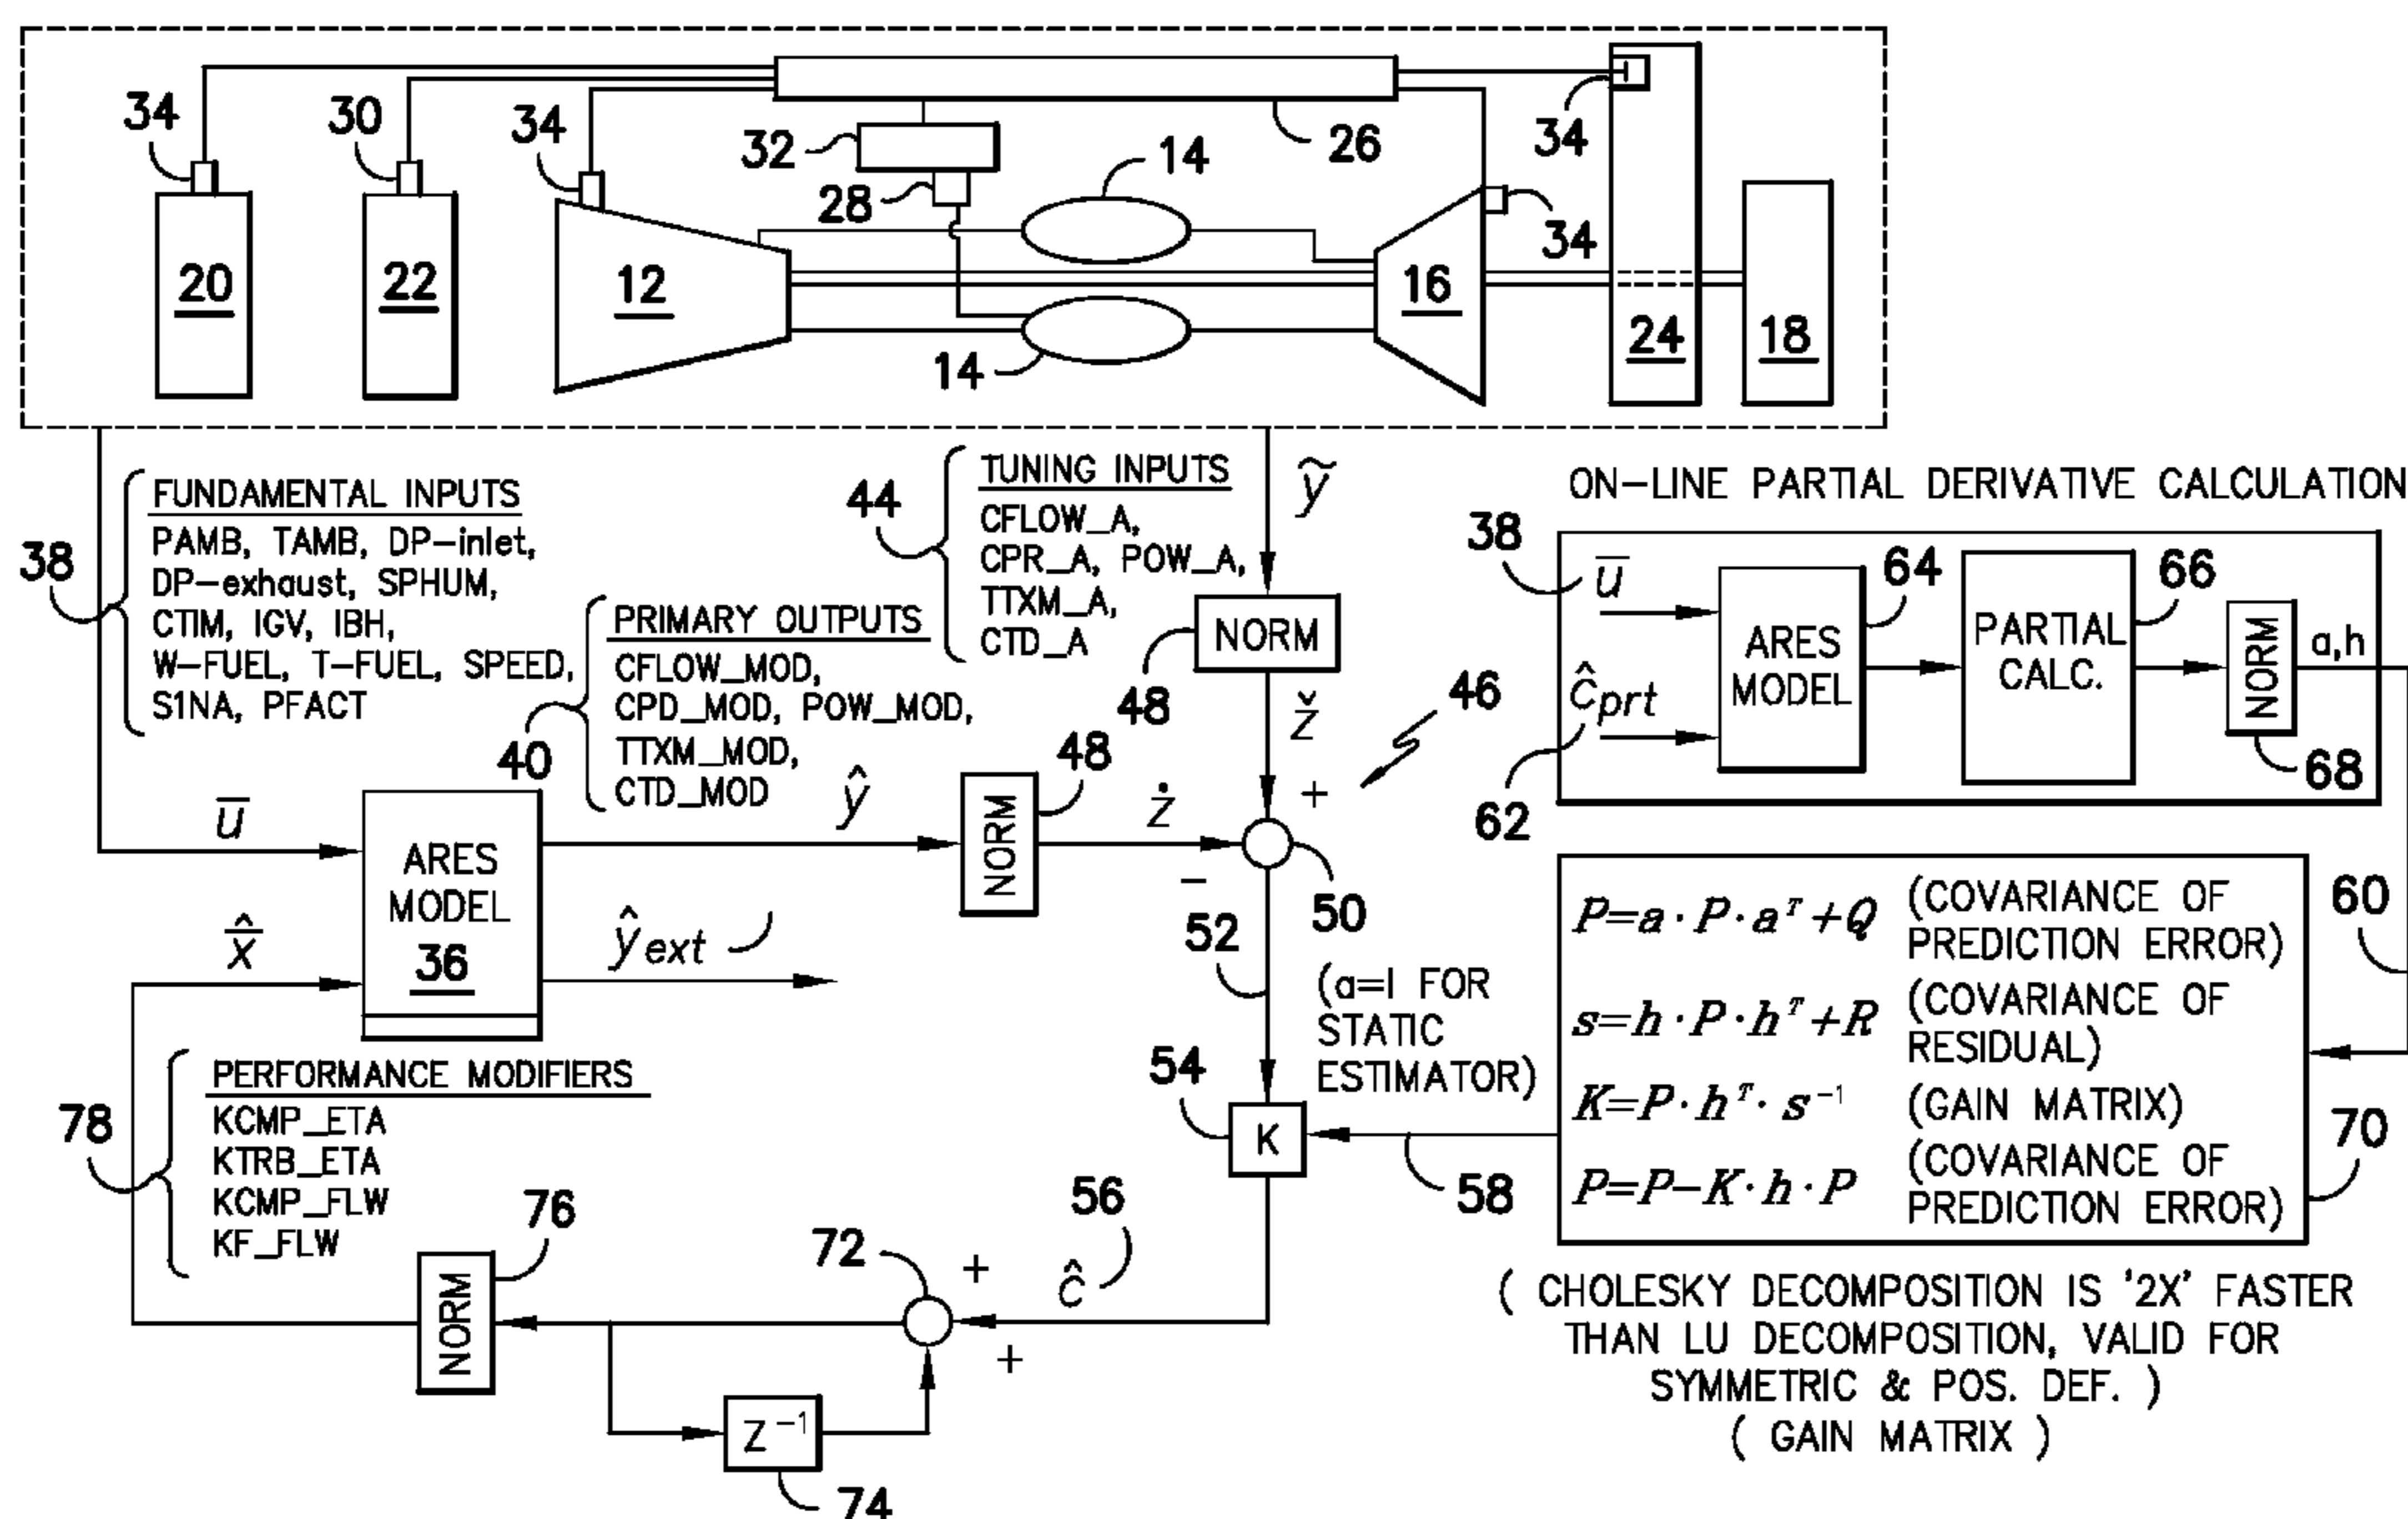 34
30
34
32
28
14
26
34
34
20
22
12
14
16
24
18
38
FUNDAMENTAL INPUTS
PAMB, TAMB, DP-inlet,
DP-exhaust, SPHUM,
CTIM, IGV, IBH,
W-FUEL, T-FUEL, SPEED,
S1NA, PFACT
44
TUNING INPUTS
CFLOW_A,
CPR_A, POW_A,
TTXM_A,
CTD_A
ỹ
NORM
48
ž
+
46
40
PRIMARY OUTPUTS
CFLOW_MOD,
CPD_MOD, POW_MOD,
TTXM_MOD,
CTD_MOD
u̅
ARES
MODEL
36
x̅̂
ŷ
ŷext
NORM
48
ż
−
50
52
(a=I FOR
STATIC
ESTIMATOR)
54
K
58
ON-LINE PARTIAL DERIVATIVE CALCULATION
38
u̅
ĉprt
62
ARES
MODEL
64
PARTIAL
CALC.
66
NORM
68
a,h
60
P=a·P·aᵀ+Q (COVARIANCE OF
PREDICTION ERROR)
s=h·P·hᵀ+R (COVARIANCE OF
RESIDUAL)
K=P·hᵀ·s⁻¹ (GAIN MATRIX)
P=P−K·h·P (COVARIANCE OF
PREDICTION ERROR)
70
( CHOLESKY DECOMPOSITION IS '2X' FASTER
THAN LU DECOMPOSITION, VALID FOR
SYMMETRIC & POS. DEF. )
( GAIN MATRIX )
78
PERFORMANCE MODIFIERS
KCMP_ETA
KTRB_ETA
KCMP_FLW
KF_FLW
NORM
76
72
+
+
ĉ
56
Z⁻¹
74